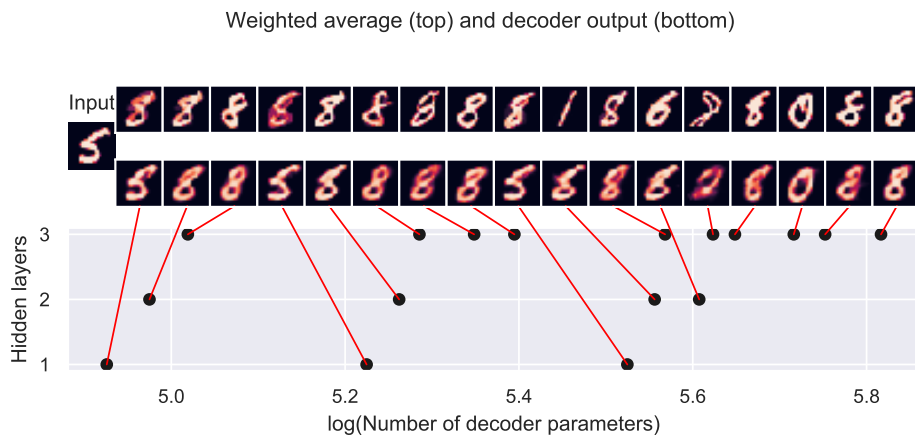 Weighted average (top) and decoder output (bottom)
Input
3
2
1
Hidden layers
5.0 5.2 5.4 5.6 5.8
log(Number of decoder parameters)